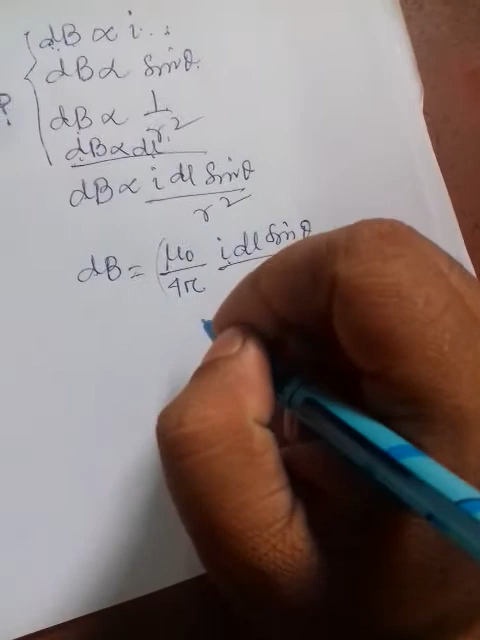 dB ∝ i
dB ∝ Sinθ
dB ∝ 1/r²
dB ∝ dl
dB ∝ i dl Sinθ / r²
dB = (μ₀/4π i dl Sinθ
?